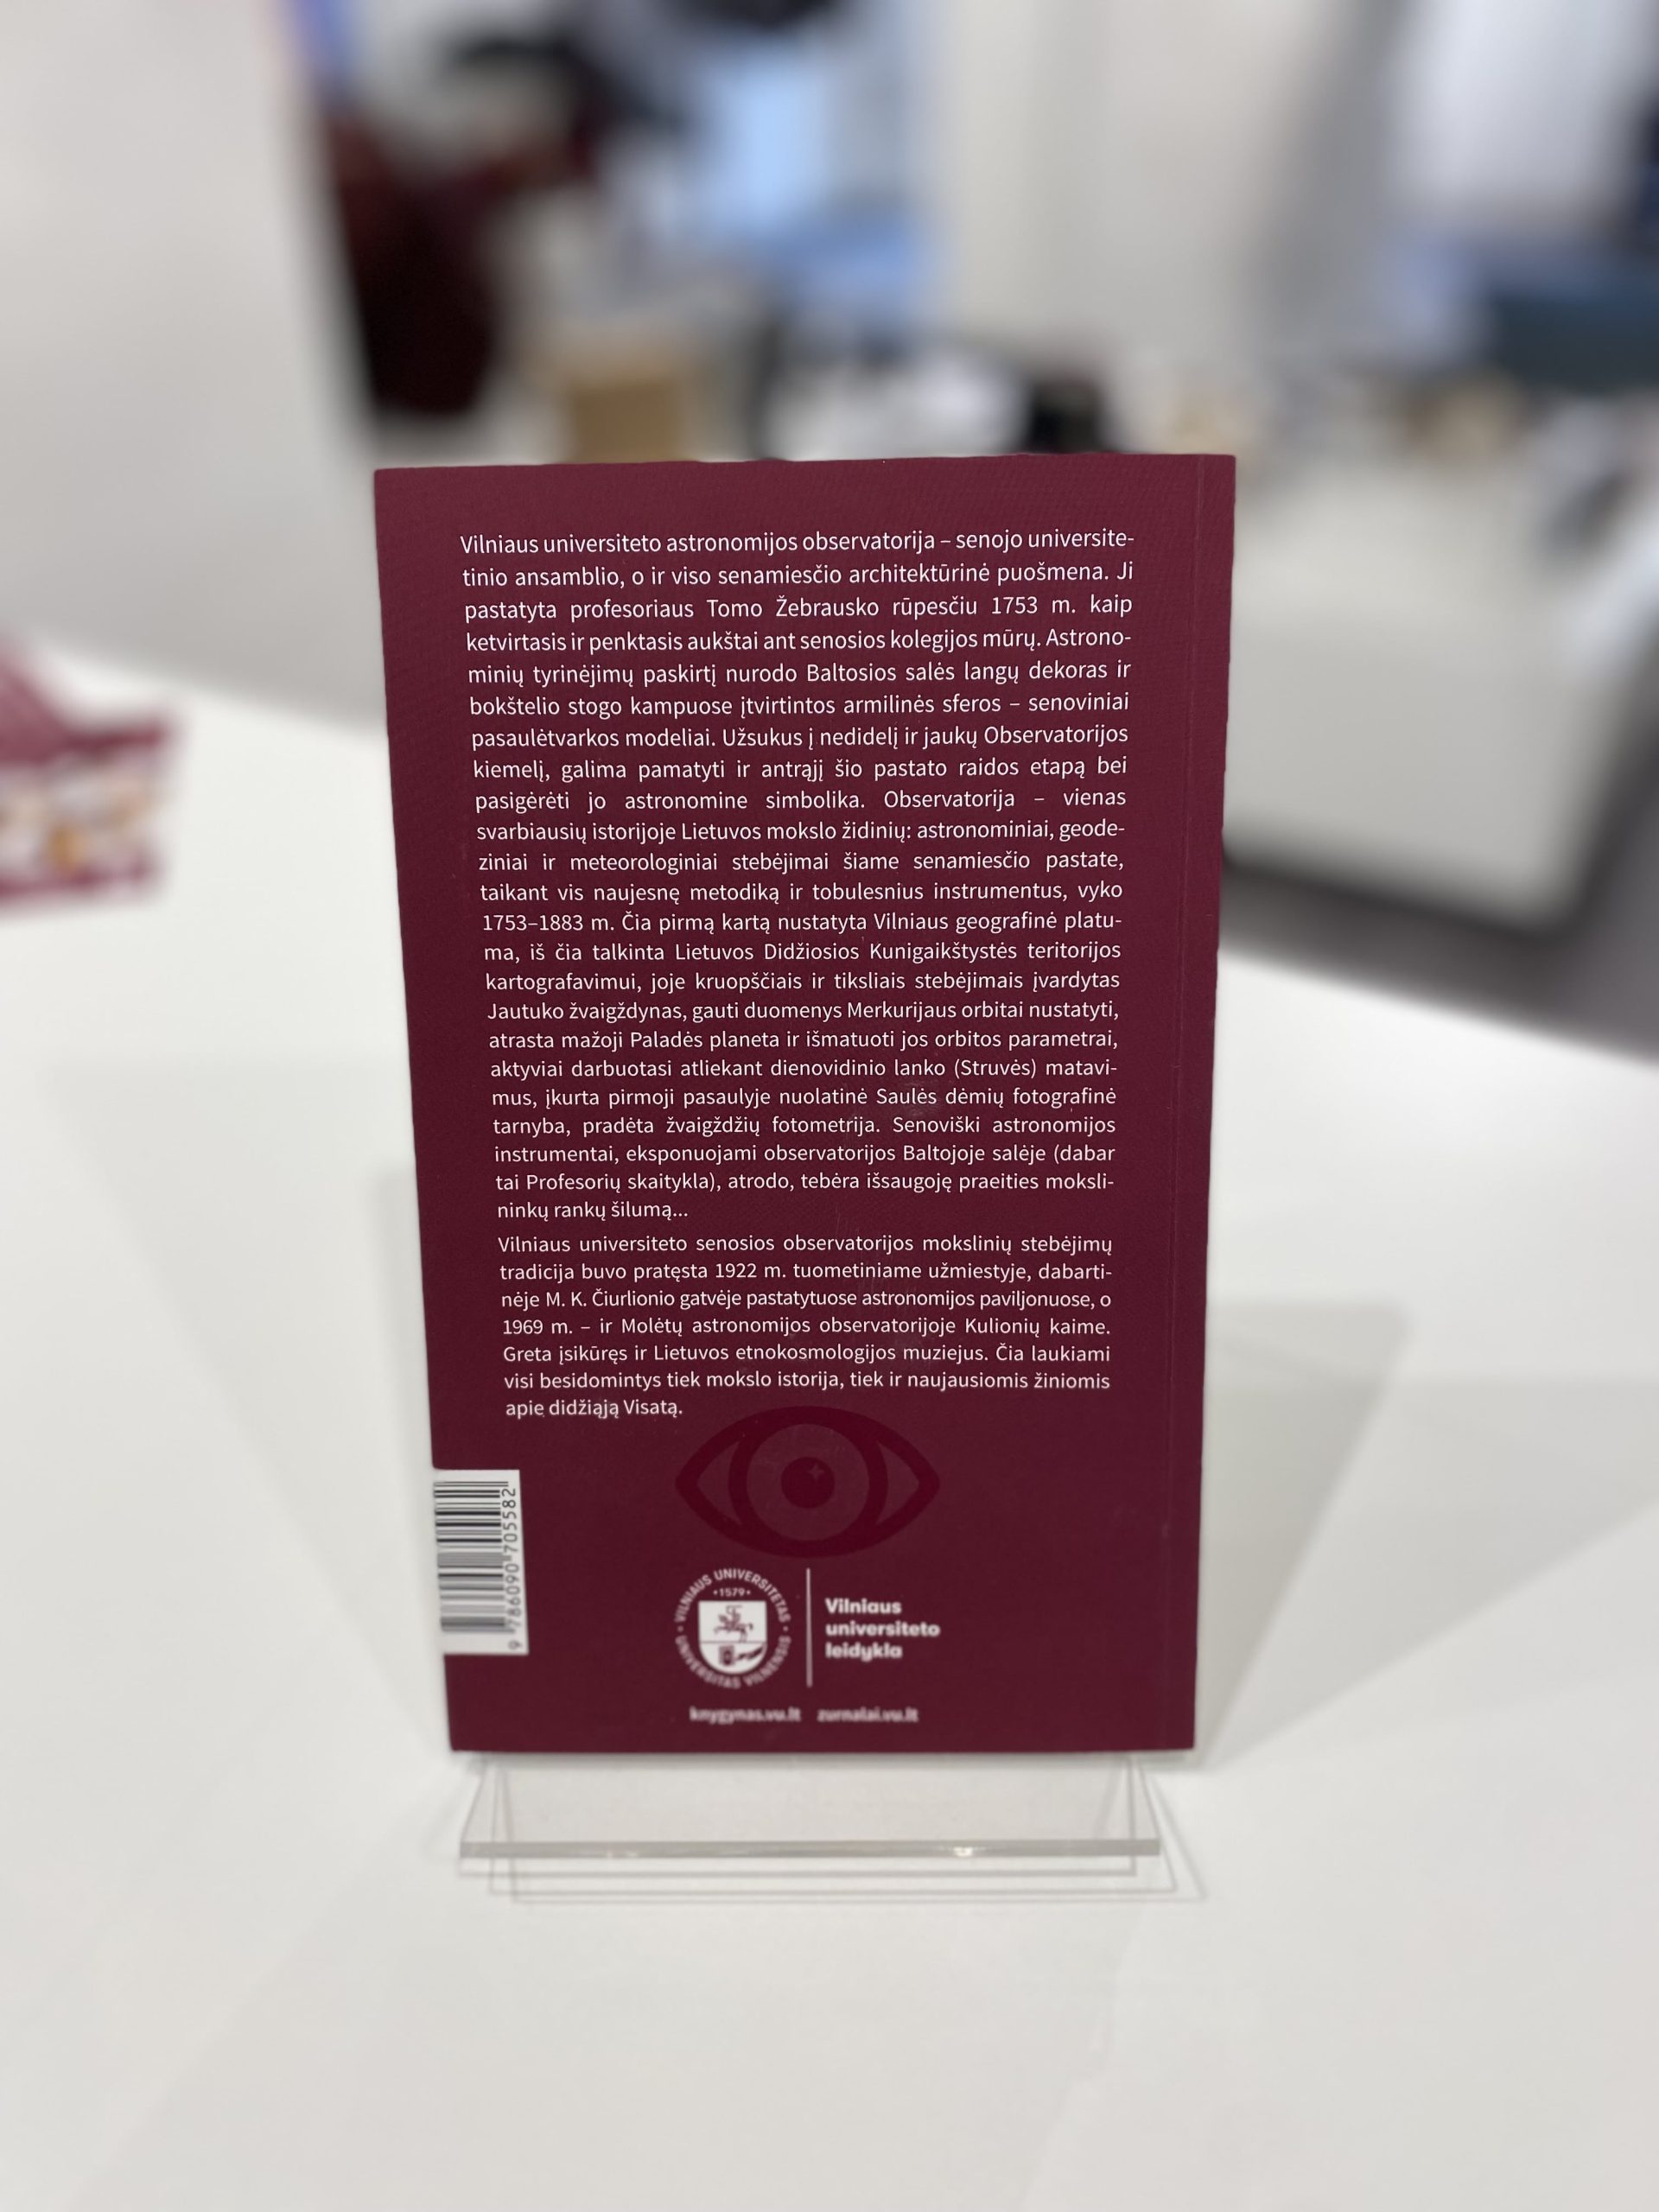 Vilniaus universiteto astronomijos observatorija – senojo universite-
tinio ansamblio, o ir viso senamiesčio architektūrinė puošmena. Ji
pastatyta profesoriaus Tomo Žebrausko rūpesčiu 1753 m. kaip
ketvirtasis ir penktasis aukštai ant senosios kolegijos mūrų. Astrono-
minių tyrinėjimų paskirtį nurodo Baltosios salės langų dekoras ir
bokštelio stogo kampuose įtvirtintos armilinės sferos – senoviniai
pasaulėtvarkos modeliai. Užsukus į nedidelį ir jaukų Observatorijos
kiemelį, galima pamatyti ir antrąjį šio pastato raidos etapą bei
pasigėrėti jo astronomine simbolika. Observatorija – vienas
svarbiausių istorijoje Lietuvos mokslo židinių: astronominiai, geode-
ziniai ir meteorologiniai stebėjimai šiame senamiesčio pastate,
taikant vis naujesnę metodiką ir tobulesnius instrumentus, vyko
1753–1883 m. Čia pirmą kartą nustatyta Vilniaus geografinė platu-
ma, iš čia talkinta Lietuvos Didžiosios Kunigaikštystės teritorijos
kartografavimui, joje kruopščiais ir tiksliais stebėjimais įvardytas
Jautuko žvaigždynas, gauti duomenys Merkurijaus orbitai nustatyti,
atrasta mažoji Paladės planeta ir išmatuoti jos orbitos parametrai,
aktyviai darbuotasi atliekant dienovidinio lanko (Struvės) matavi-
mus, įkurta pirmoji pasaulyje nuolatinė Saulės dėmių fotografinė
tarnyba, pradėta žvaigždžių fotometrija. Senoviški astronomijos
instrumentai, eksponuojami observatorijos Baltojoje salėje (dabar
tai Profesorių skaitykla), atrodo, tebėra išsaugoję praeities moksli-
ninkų rankų šilumą...
Vilniaus universiteto senosios observatorijos mokslinių stebėjimų
tradicija buvo pratęsta 1922 m. tuometiniame užmiestyje, dabarti-
nėje M. K. Čiurlionio gatvėje pastatytuose astronomijos paviljonuose, o
1969 m. – ir Molėtų astronomijos observatorijoje Kulionių kaime.
Greta įsikūręs ir Lietuvos etnokosmologijos muziejus. Čia laukiami
visi besidomintys tiek mokslo istorija, tiek ir naujausiomis žiniomis
apie didžiąją Visatą.
9 786090 705582
VILNIAUS UNIVERSITETAS
• 1579 •
UNIVERSITAS VILNENSIS
Vilniaus
universiteto
leidykla
knygynas.vu.lt zurnalai.vu.lt